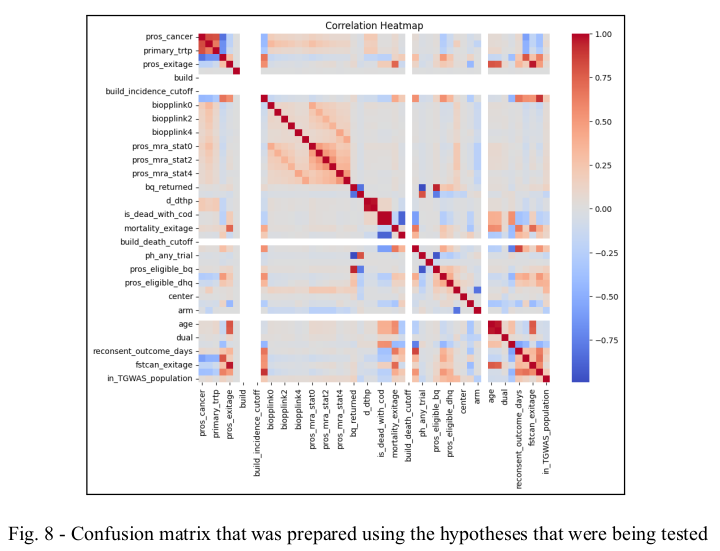 Correlation Heatmap
pros_cancer
primary_trtp
pros_exitage
build
build_incidence_cutoff
biopplink0
biopplink2
biopplink4
pros_mra_stat0
pros_mra_stat2
pros_mra_stat4
bq_returned
d_dthp
is_dead_with_cod
mortality_exitage
build_death_cutoff
ph_any_trial
pros_eligible_bq
pros_eligible_dhq
center
arm
age
dual
reconsent_outcome_days
fstcan_exitage
in_TGWAS_population
pros_cancer
primary_trtp
pros_exitage
build
build_incidence_cutoff
biopplink0
biopplink2
biopplink4
pros_mra_stat0
pros_mra_stat2
pros_mra_stat4
bq_returned
d_dthp
is_dead_with_cod
mortality_exitage
build_death_cutoff
ph_any_trial
pros_eligible_bq
pros_eligible_dhq
center
arm
age
dual
reconsent_outcome_days
fstcan_exitage
in_TGWAS_population
1.00
0.75
0.50
0.25
0.00
−0.25
−0.50
−0.75
Fig. 8 - Confusion matrix that was prepared using the hypotheses that were being tested